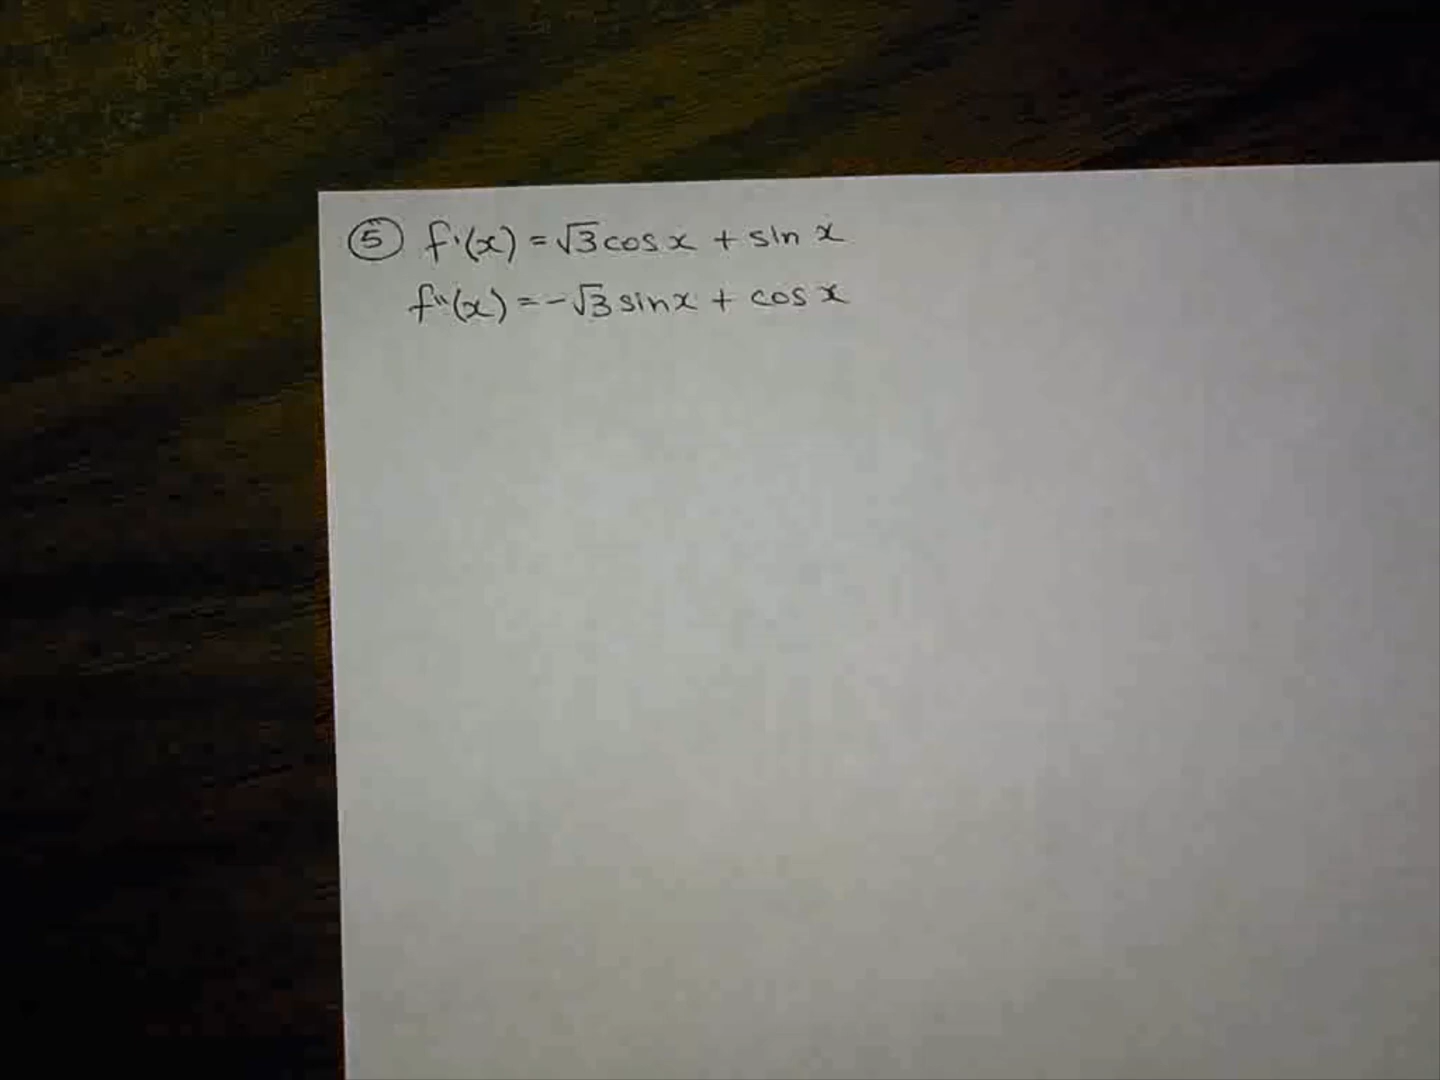 ⑤ f'(x) = √3 cos x + sin x
f''(x) = -√3 sin x + cos x